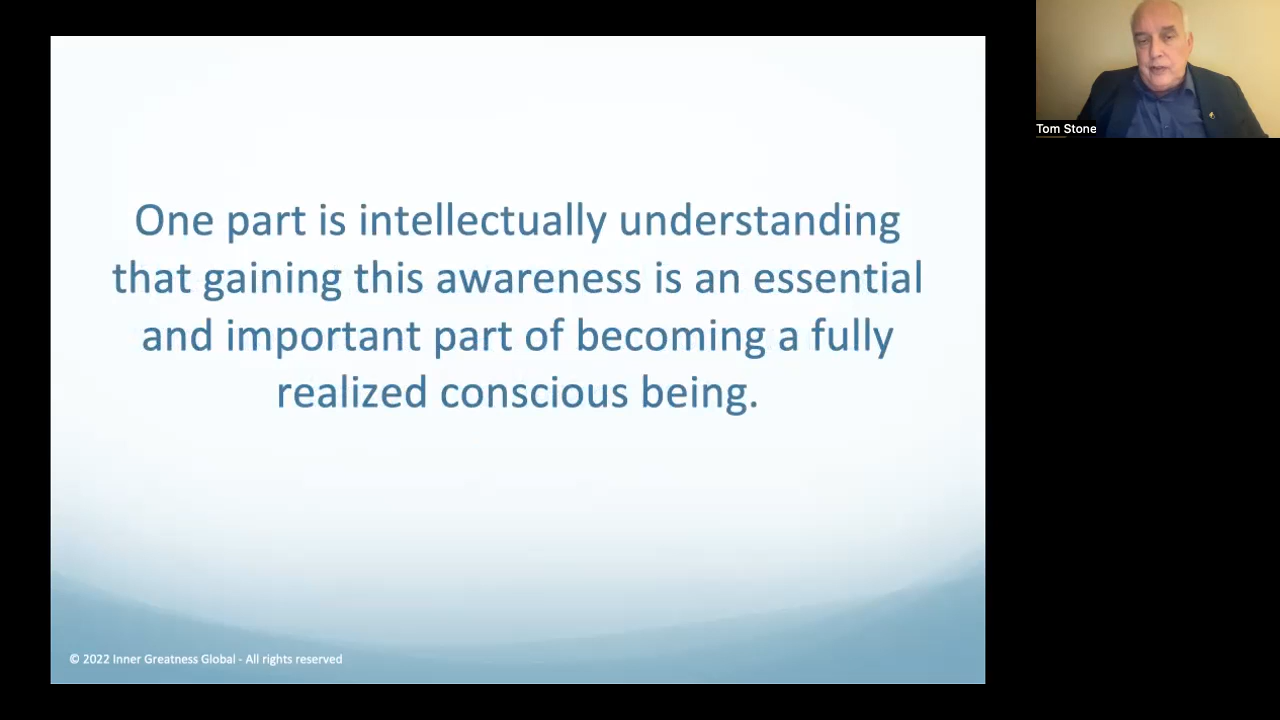 One part is intellectually understanding
that gaining this awareness is an essential
and important part of becoming a fully
realized conscious being.
© 2022 Inner Greatness Global - All rights reserved
Tom Stone